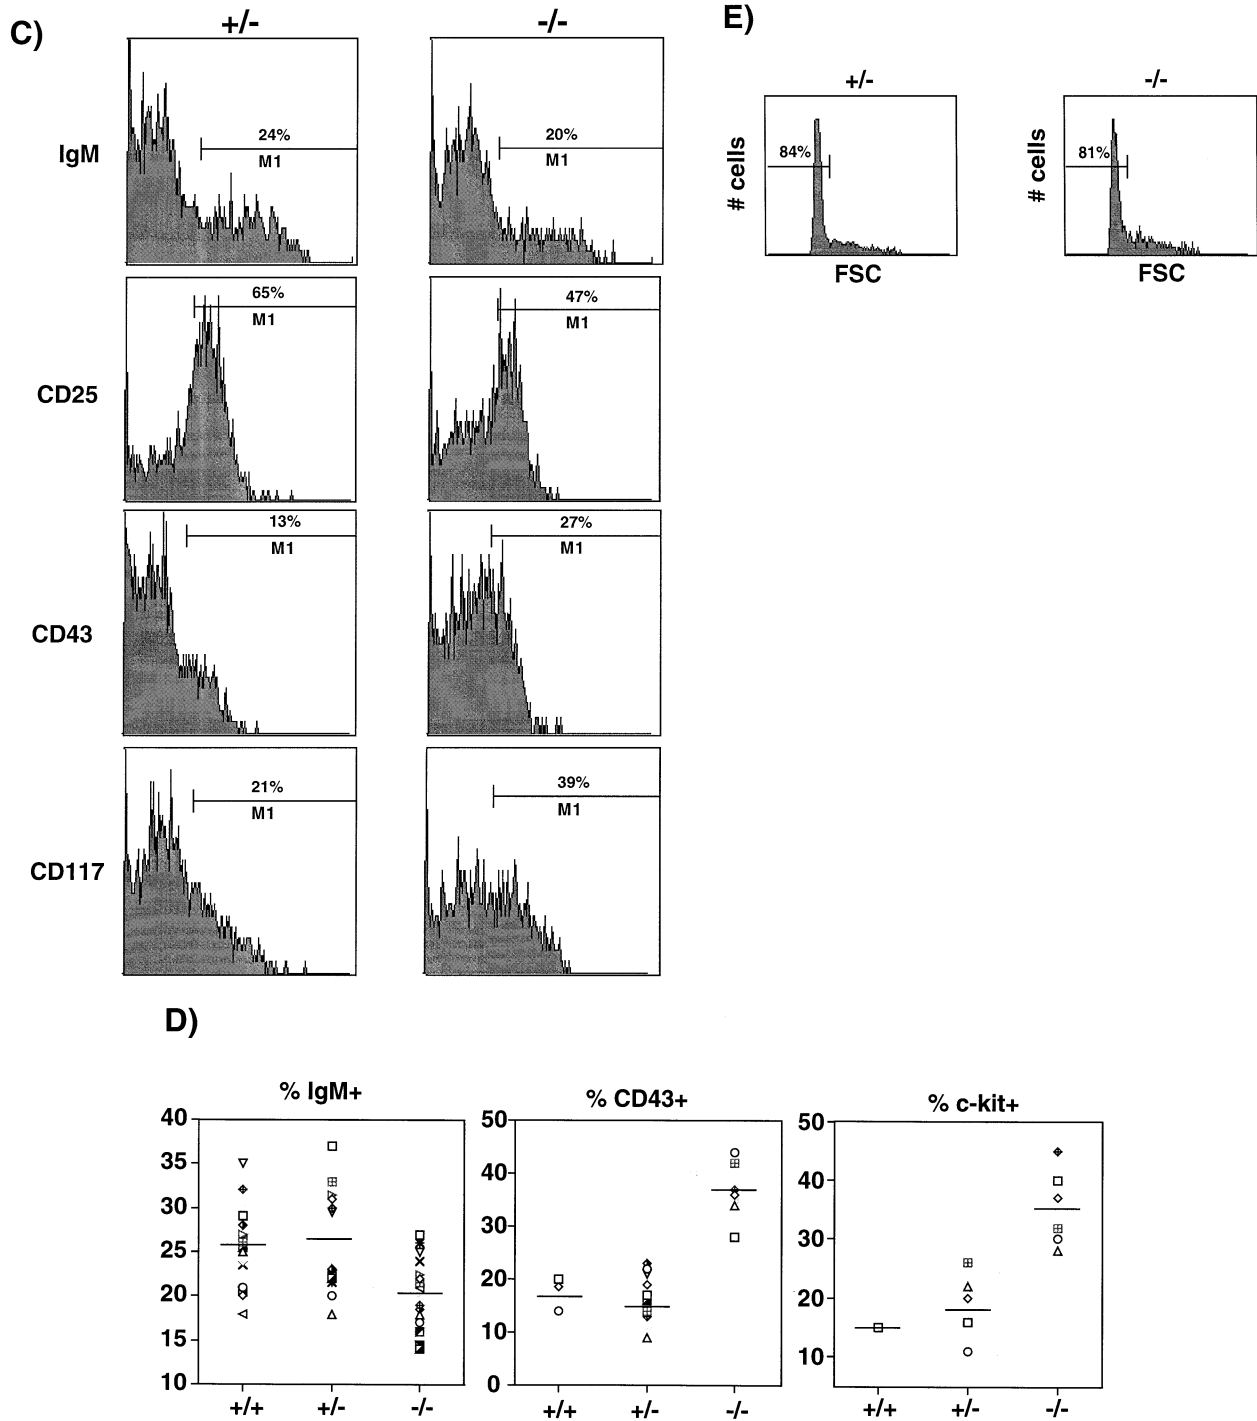 C)
+/-
-/-
IgM
24%
M1
20%
M1
CD25
65%
M1
47%
M1
CD43
13%
M1
27%
M1
CD117
21%
M1
39%
M1
E)
+/-
-/-
# cells
84%
FSC
# cells
81%
FSC
D)
% IgM+
40
35
30
25
20
15
10
+/+
+/-
-/-
% CD43+
50
40
30
20
10
0
+/+
+/-
-/-
% c-kit+
50
40
30
20
10
+/+
+/-
-/-